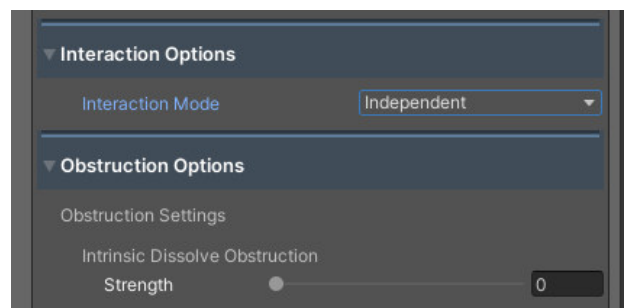 Interaction Options
Interaction Mode Independent
Obstruction Options
Obstruction Settings
Intrinsic Dissolve Obstruction
Strength 0